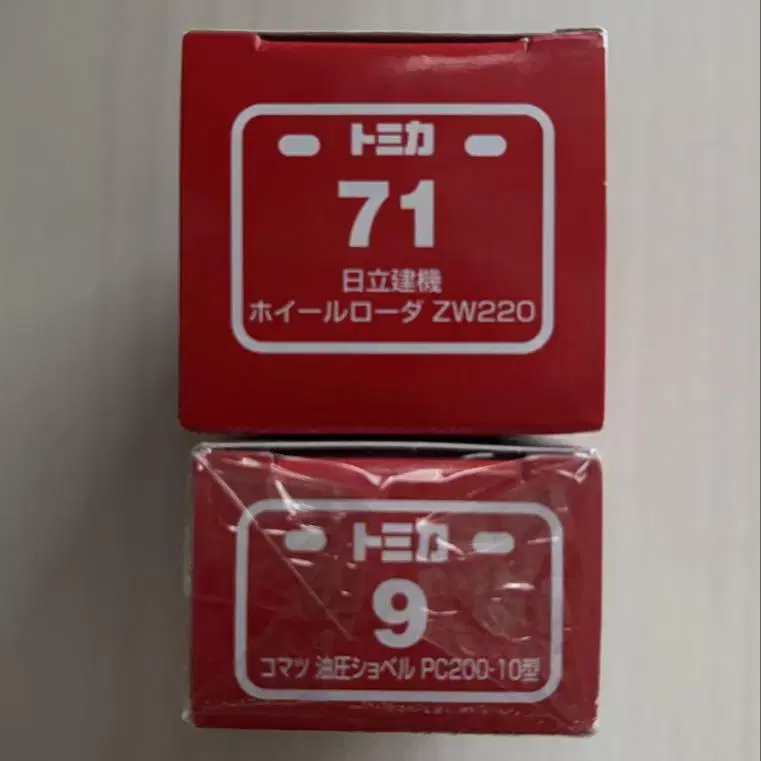 トミカ
71
日立建機
ホイールローダ ZW220
トミカ
9
コマツ 油圧ショベル PC200-10型